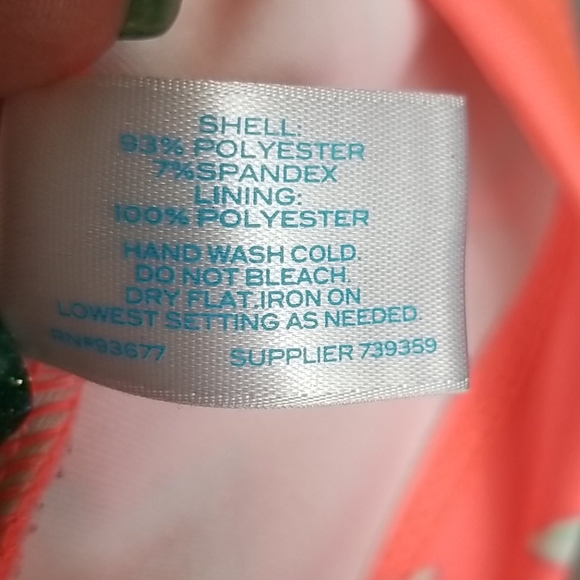 SHELL:
93% POLYESTER
7%SPANDEX
LINING:
100% POLYESTER
HAND WASH COLD.
DO NOT BLEACH.
DRY FLAT.IRON ON
LOWEST SETTING AS NEEDED.
RN#93677 SUPPLIER 739359